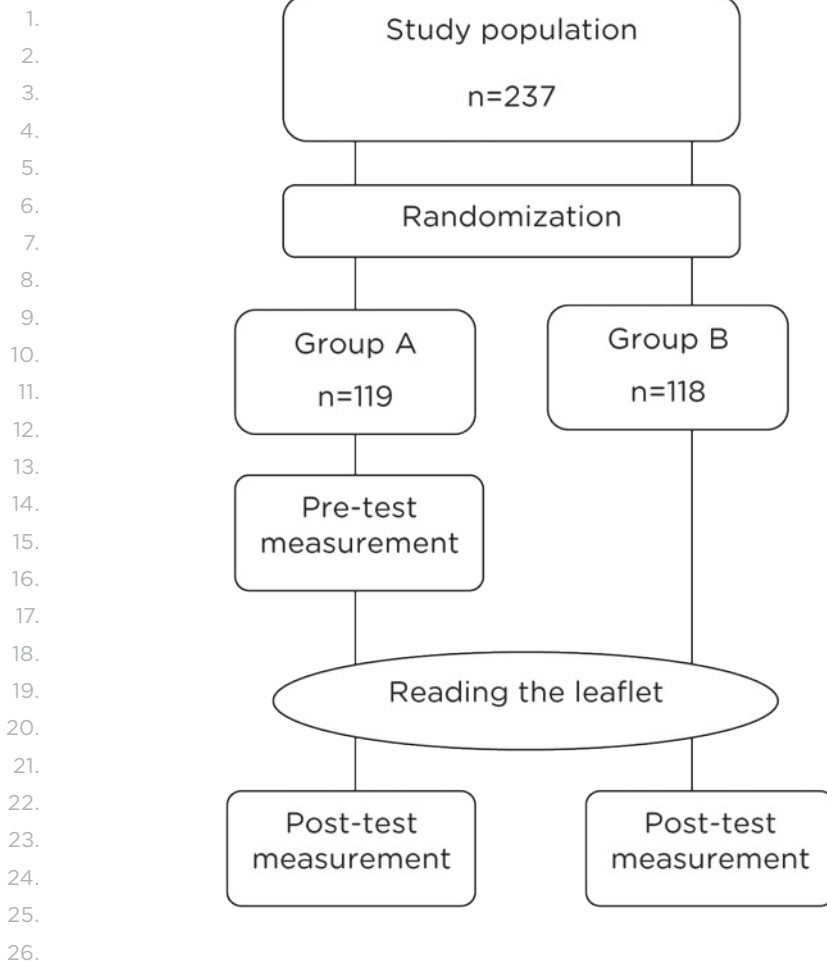 1.
2.
3.
4.
5.
6.
7.
8.
9.
10.
11.
12.
13.
14.
15.
16.
17.
18.
19.
20.
21.
22.
23.
24.
25.
26.
Study population
n=237
Randomization
Group A
n=119
Group B
n=118
Pre-test
measurement
Reading the leaflet
Post-test
measurement
Post-test
measurement